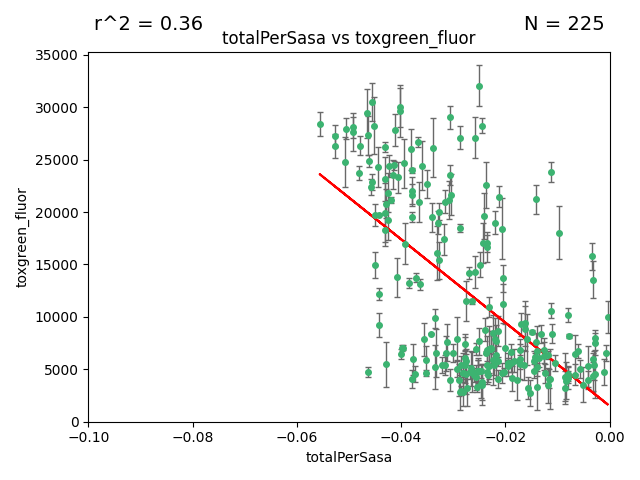 r^2 = 0.36
N = 225
totalPerSasa vs toxgreen_fluor
35000
30000
25000
20000
15000
10000
5000
0
toxgreen_fluor
−0.10
−0.08
−0.06
−0.04
−0.02
0.00
totalPerSasa